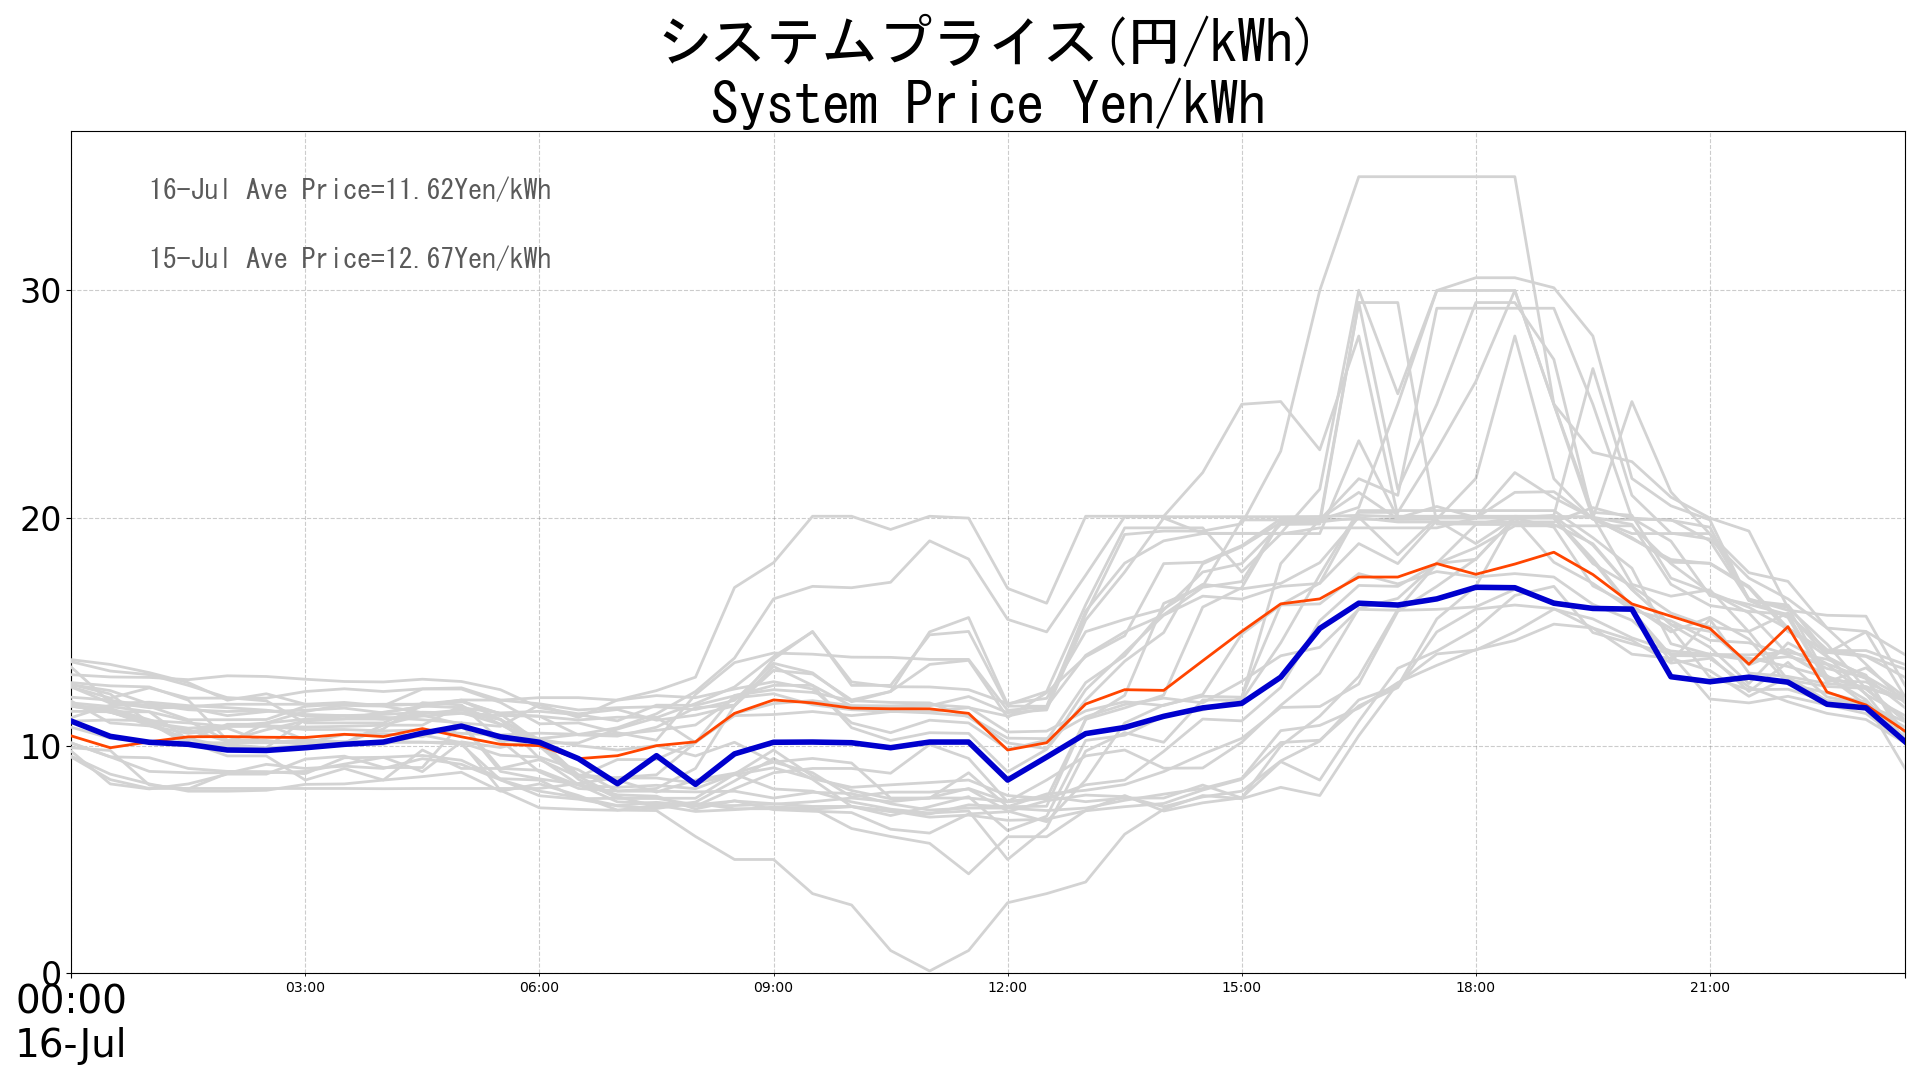 システムプライス(円/kWh)
System Price Yen/kWh
16-Jul Ave Price=11.62Yen/kWh
15-Jul Ave Price=12.67Yen/kWh
30
20
10
0
00:00
03:00
06:00
09:00
12:00
15:00
18:00
21:00
16-Jul